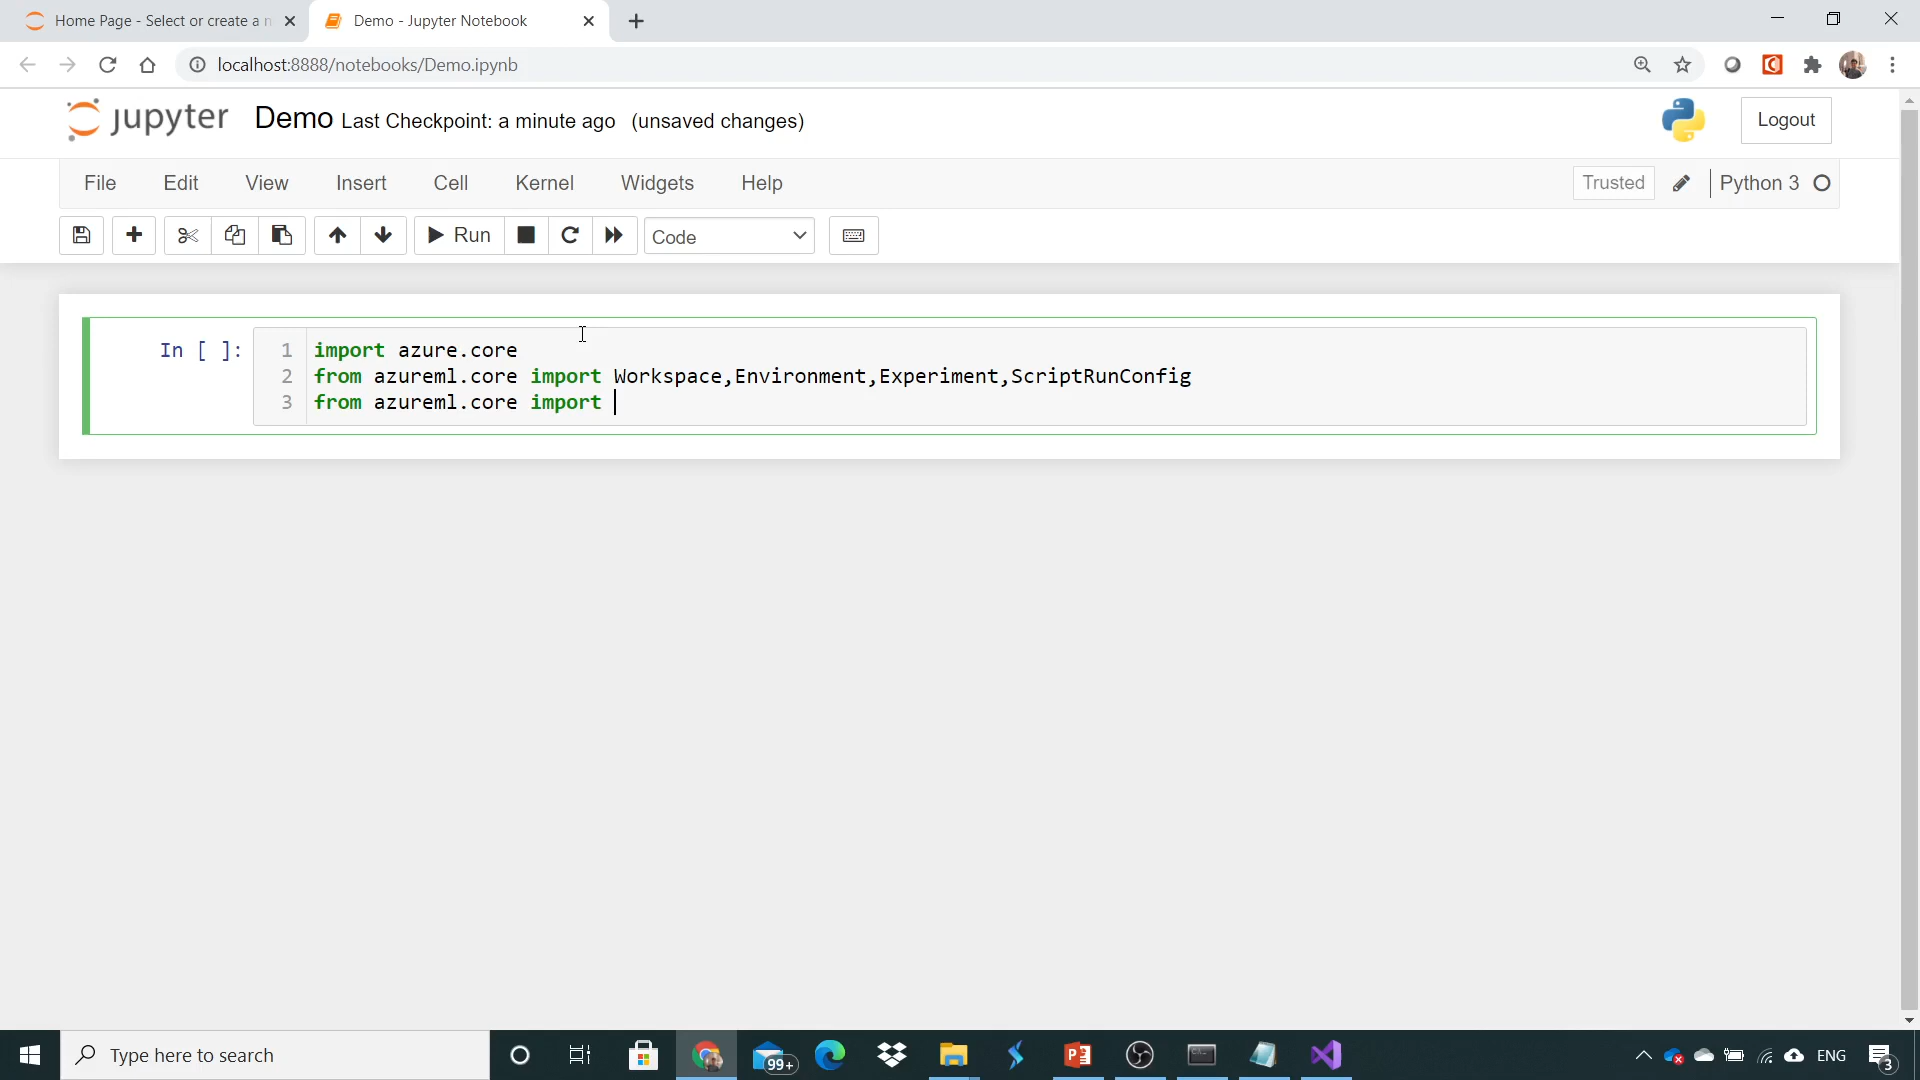 Home Page - Select or create a n
Demo - Jupyter Notebook
localhost:8888/notebooks/Demo.ipynb
jupyter Demo Last Checkpoint: a minute ago (unsaved changes)
Logout
File Edit View Insert Cell Kernel Widgets Help
Trusted
Python 3
Run
Code
In [ ]:
1 import azure.core
2 from azureml.core import Workspace,Environment,Experiment,ScriptRunConfig
3 from azureml.core import
Type here to search
99+
ENG
3